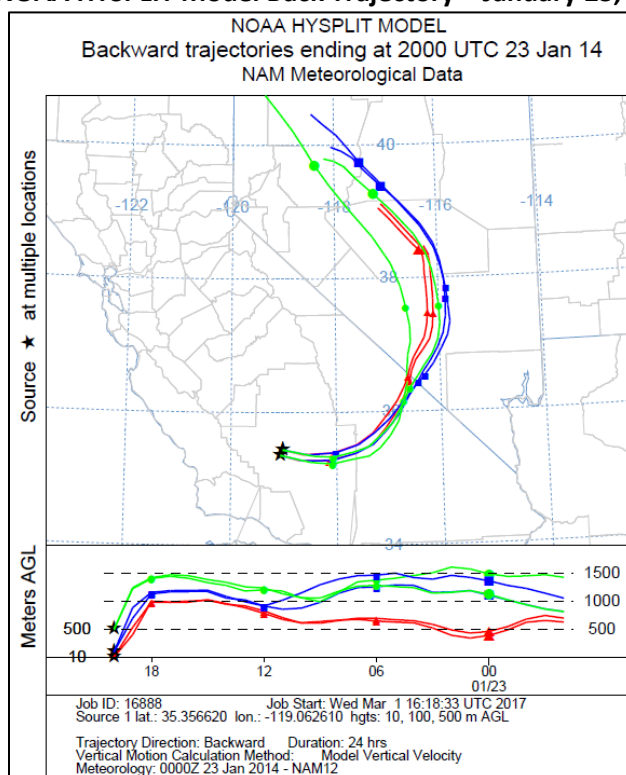 NOAA HYSPLIT MODEL
Backward trajectories ending at 2000 UTC 23 Jan 14
NAM Meteorological Data
Source ★ at multiple locations
40
-122
-120
-118
-116
-114
38
34
Meters AGL
1500
1000
500
500
10
18
12
06
00
01/23
Job ID: 16888 Job Start: Wed Mar 1 16:18:33 UTC 2017
Source 1 lat.: 35.356620 lon.: -119.062610 hgts: 10, 100, 500 m AGL
Trajectory Direction: Backward Duration: 24 hrs
Vertical Motion Calculation Method: Model Vertical Velocity
Meteorology: 0000Z 23 Jan 2014 - NAM12